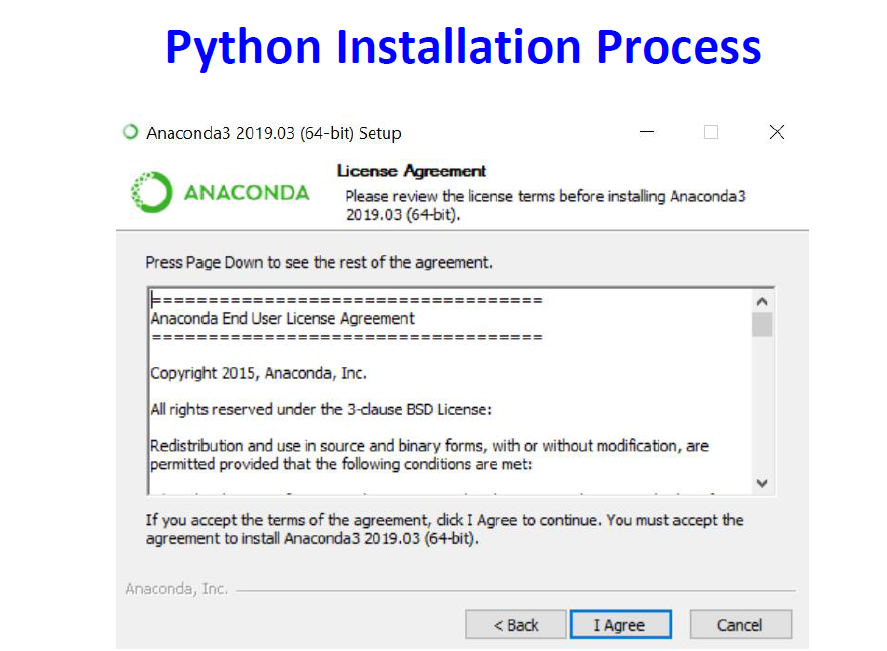 Python Installation Process
Anaconda3 2019.03 (64-bit) Setup
ANACONDA
License Agreement
Please review the license terms before installing Anaconda3
2019.03 (64-bit).
Press Page Down to see the rest of the agreement.
===================================
Anaconda End User License Agreement
===================================
Copyright 2015, Anaconda, Inc.
All rights reserved under the 3-clause BSD License:
Redistribution and use in source and binary forms, with or without modification, are
permitted provided that the following conditions are met:
If you accept the terms of the agreement, click I Agree to continue. You must accept the
agreement to install Anaconda3 2019.03 (64-bit).
Anaconda, Inc.
< Back
I Agree
Cancel